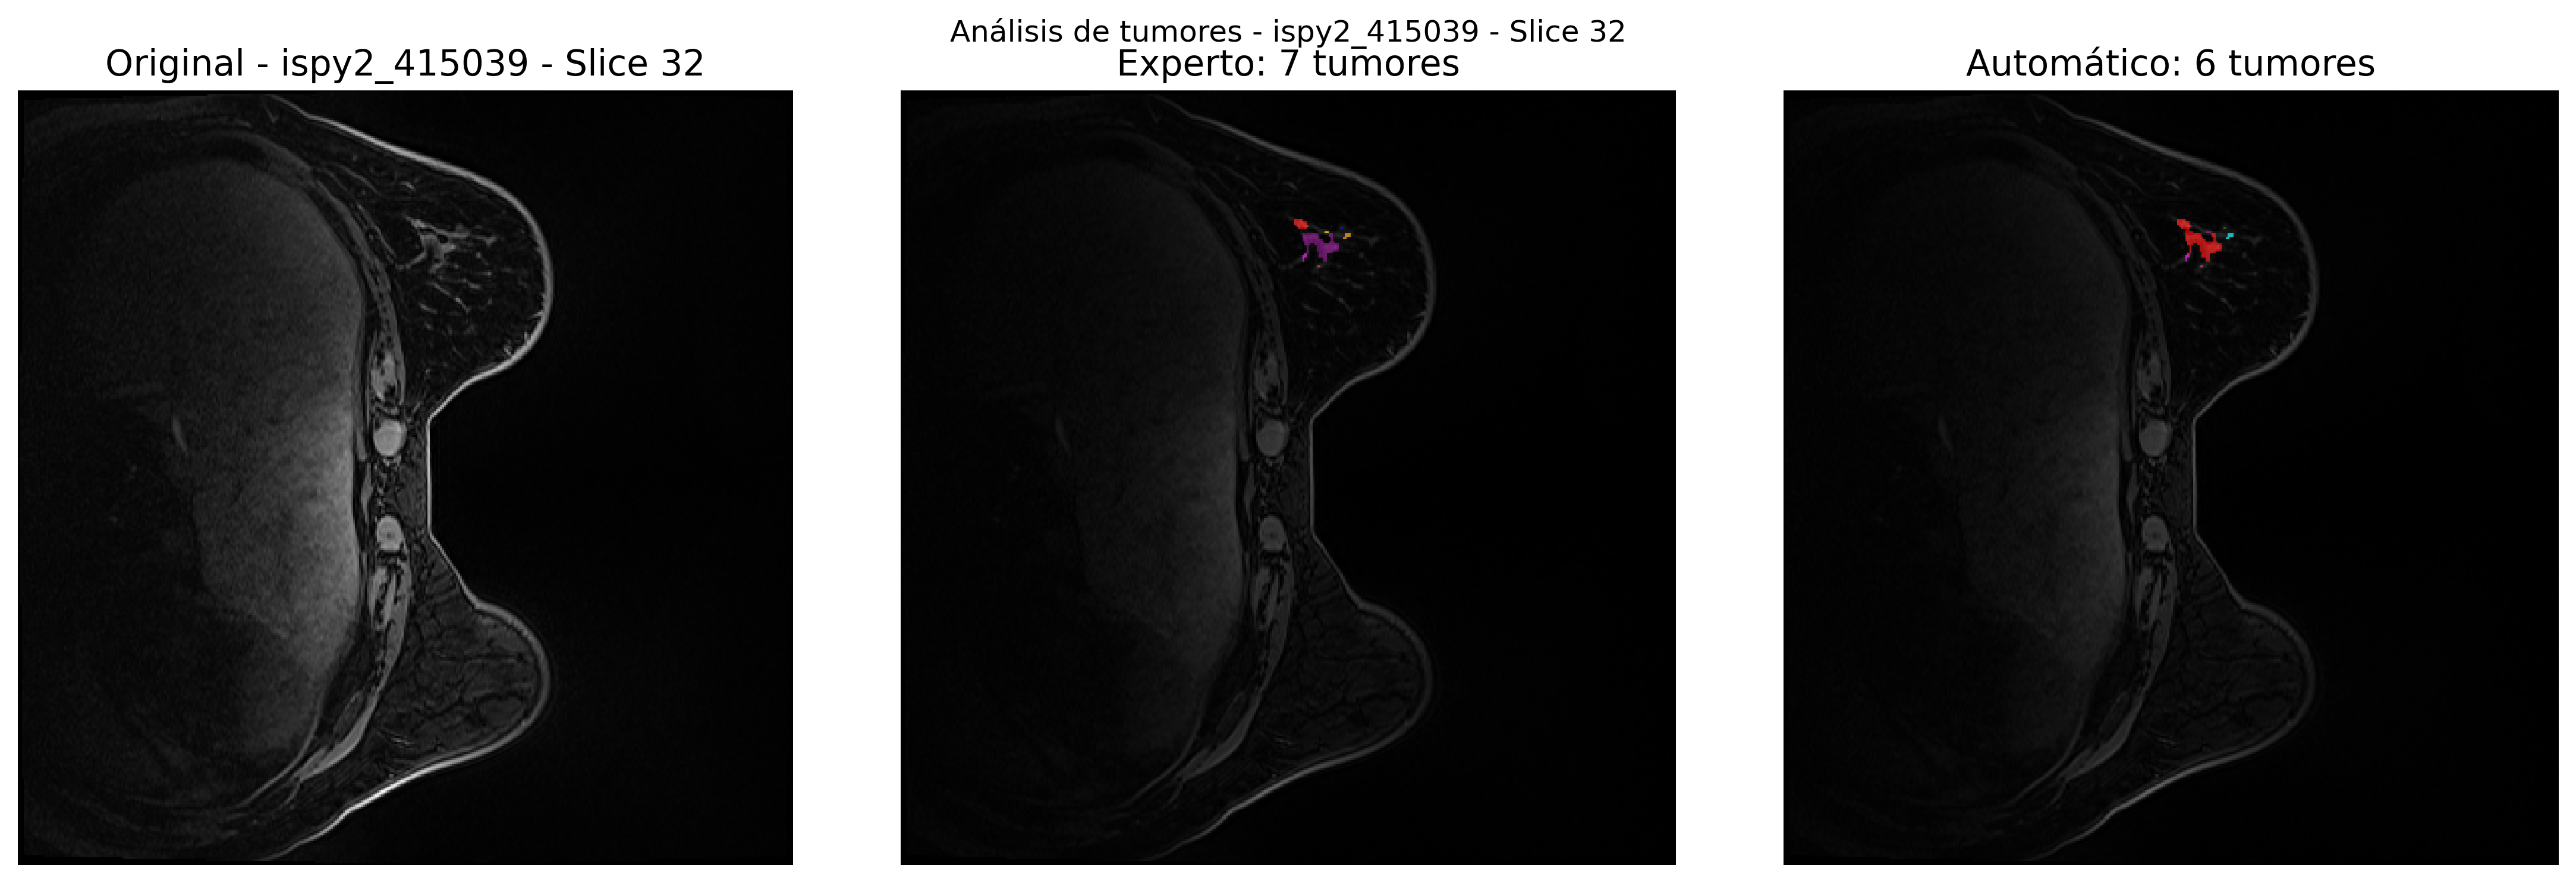 Análisis de tumores - ispy2_415039 - Slice 32
Original - ispy2_415039 - Slice 32
Experto: 7 tumores
Automático: 6 tumores